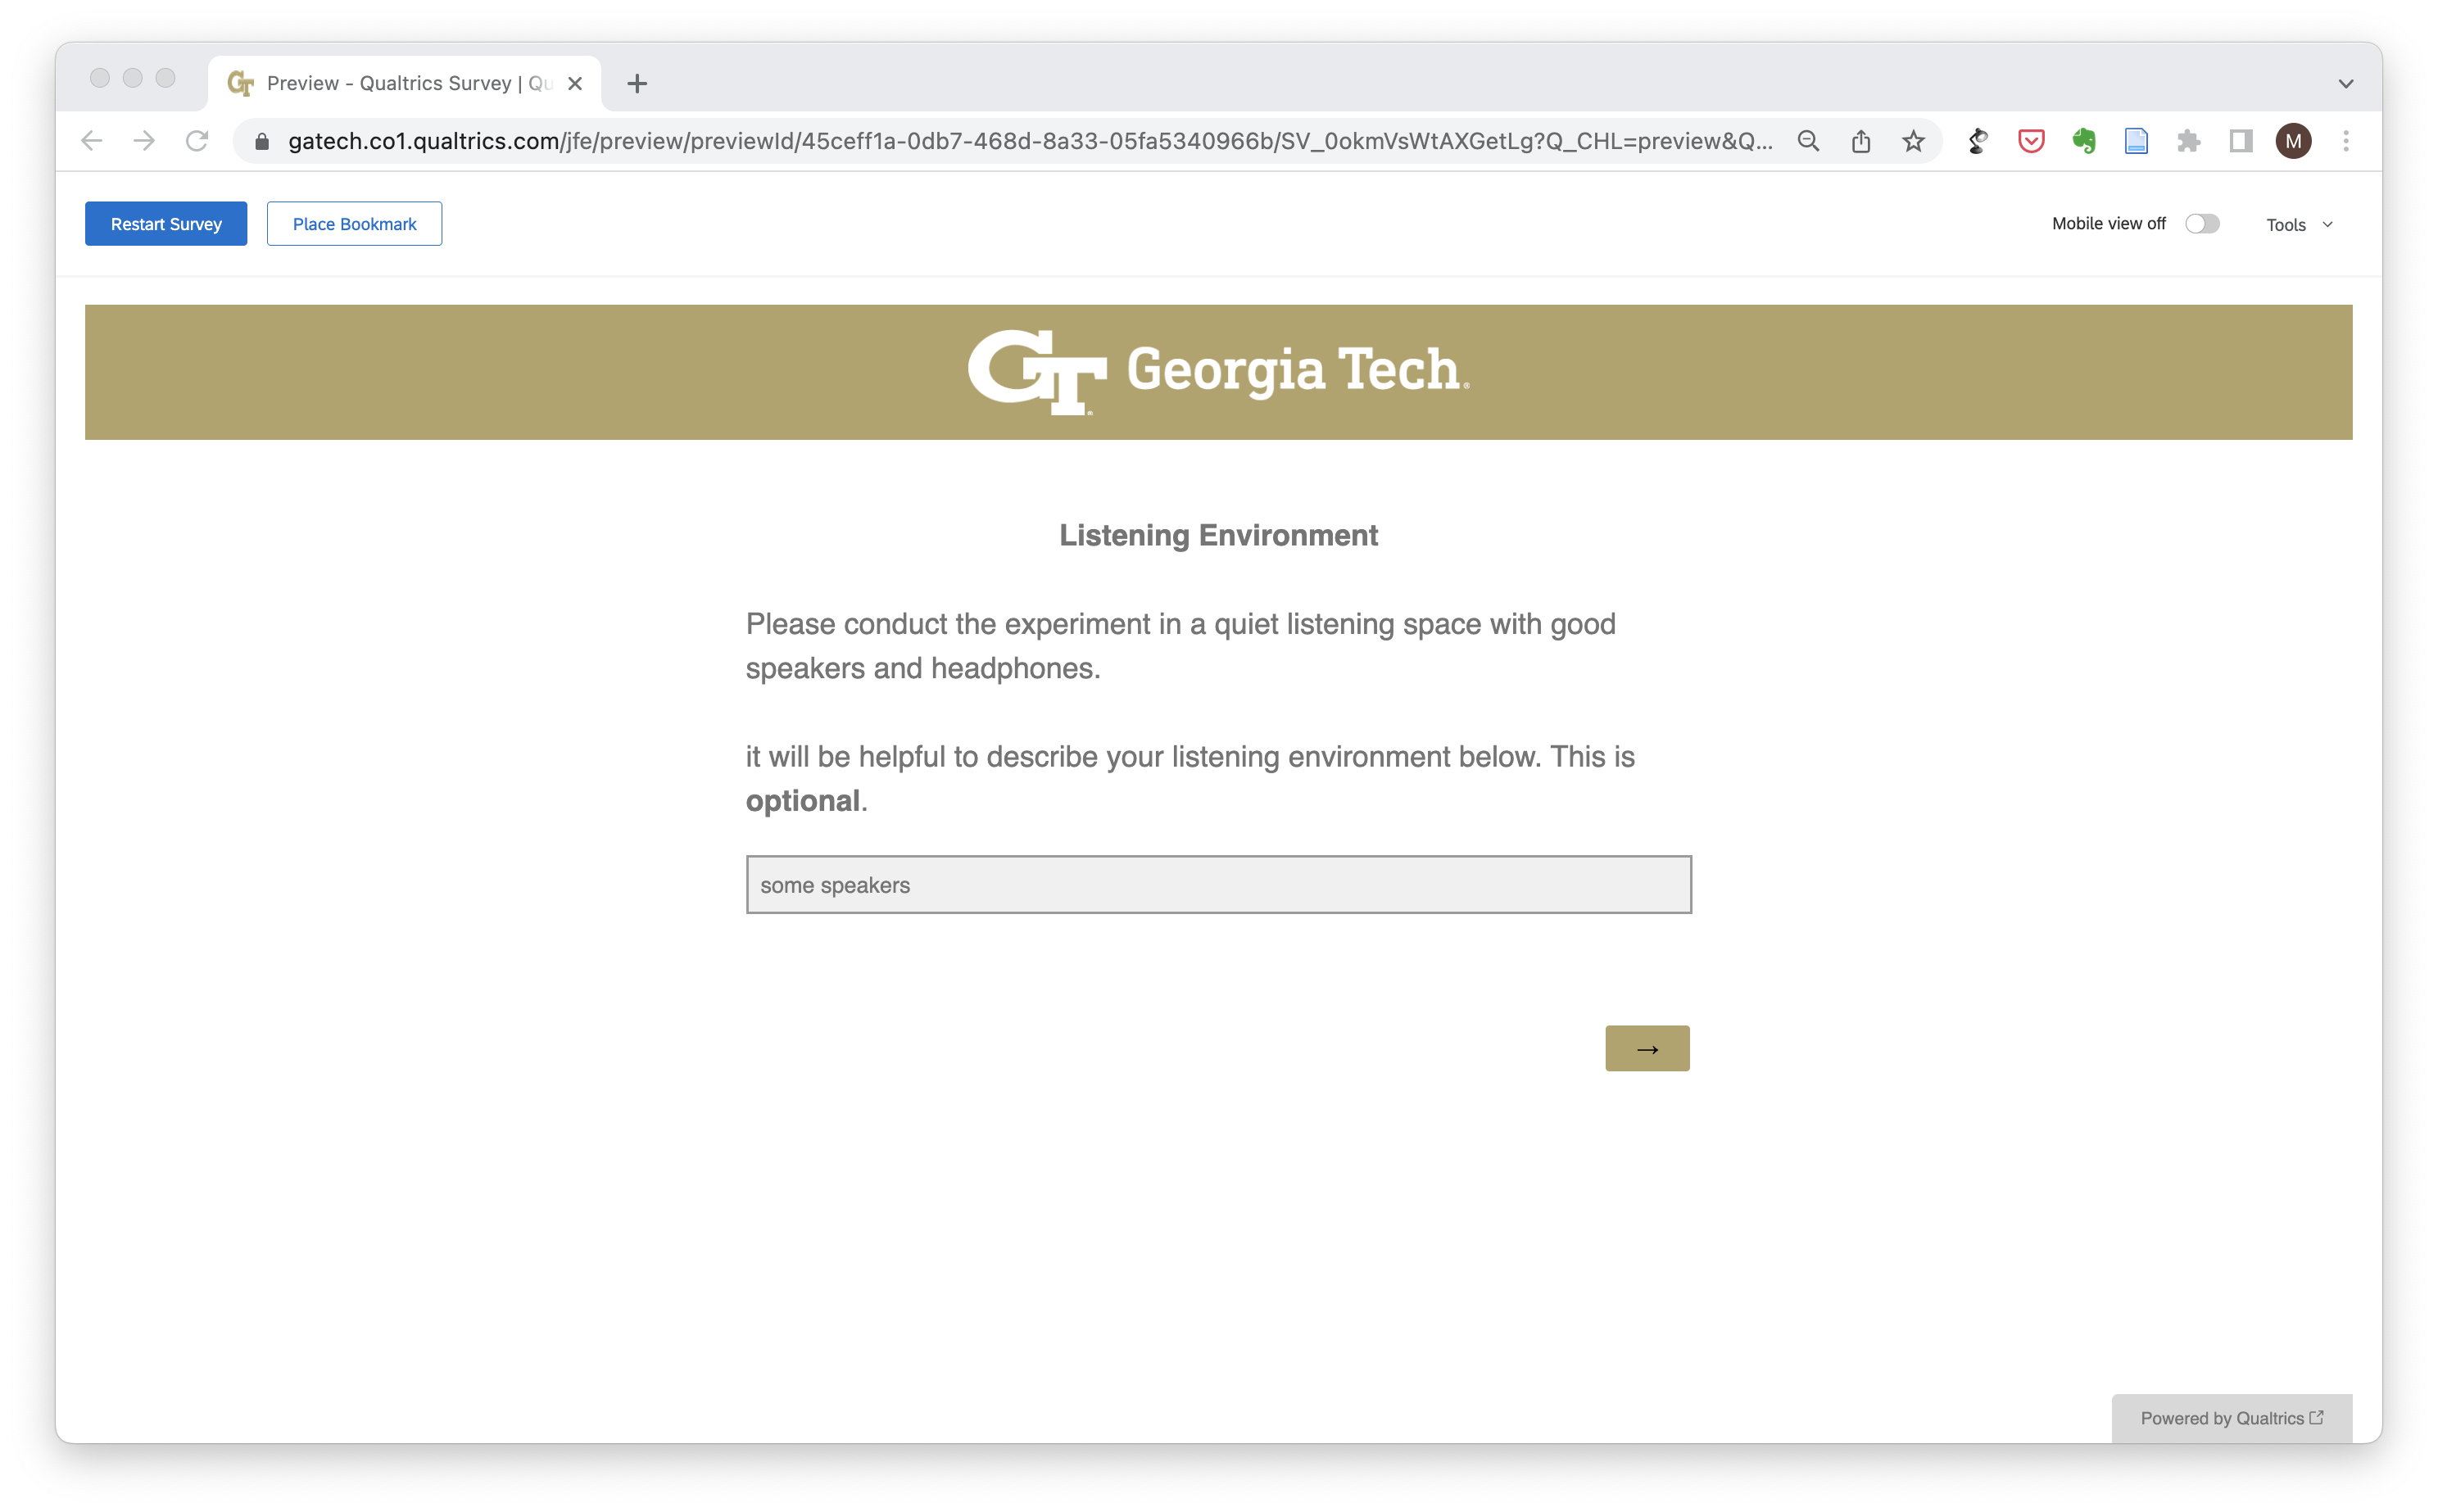 Preview - Qualtrics Survey | Qu
gatech.co1.qualtrics.com/jfe/preview/previewId/45ceff1a-0db7-468d-8a33-05fa5340966b/SV_0okmVsWtAXGetLg?Q_CHL=preview&Q...
M
Restart Survey
Place Bookmark
Mobile view off
Tools
GT Georgia Tech
Listening Environment
Please conduct the experiment in a quiet listening space with good
speakers and headphones.
it will be helpful to describe your listening environment below. This is
optional.
some speakers
→
Powered by Qualtrics